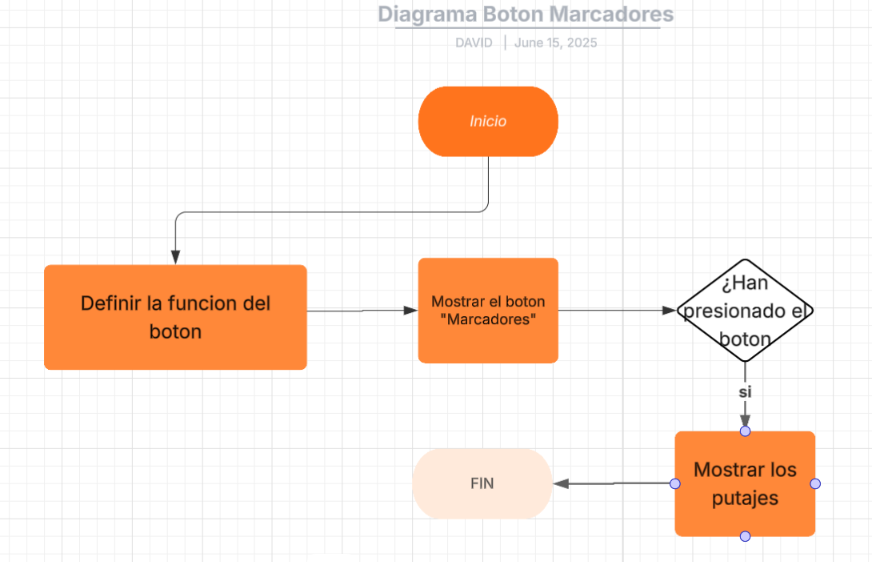 Diagrama Boton Marcadores
DAVID | June 15, 2025
Inicio
Definir la funcion del
boton
Mostrar el boton
"Marcadores"
¿Han
presionado el
boton
si
Mostrar los
putajes
FIN